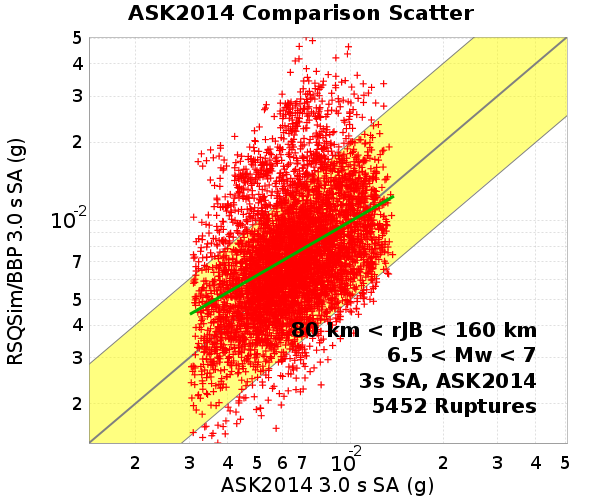 ASK2014 Comparison Scatter
RSQSim/BBP 3.0 s SA (g)
5
4
3
2
10-2
7
5
4
3
2
80 km < rJB < 160 km
6.5 < Mw < 7
3s SA, ASK2014
5452 Ruptures
2 3 4 5 6 7 10-2 2 3 4 5
ASK2014 3.0 s SA (g)